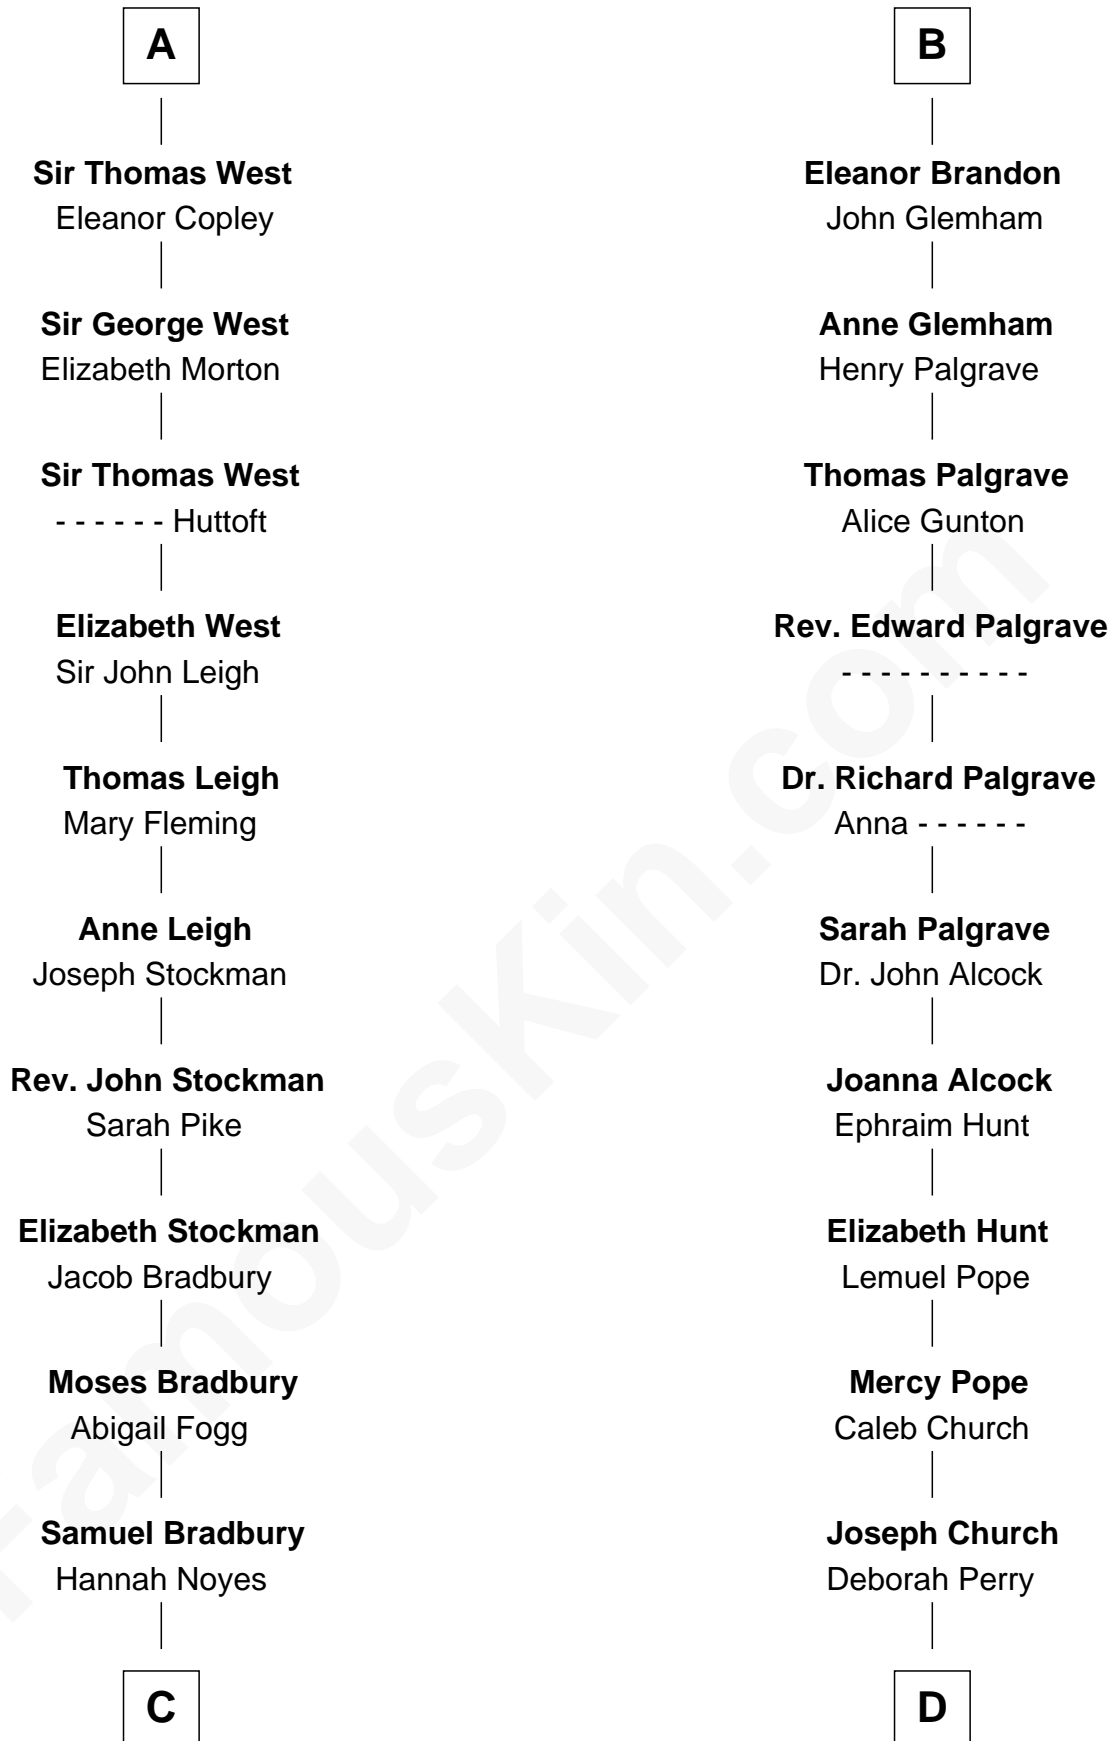 A
Sir Thomas West
Eleanor Copley
Sir George West
Elizabeth Morton
Sir Thomas West
- - - - - - Huttoft
Elizabeth West
Sir John Leigh
Thomas Leigh
Mary Fleming
Anne Leigh
Joseph Stockman
Rev. John Stockman
Sarah Pike
Elizabeth Stockman
Jacob Bradbury
Moses Bradbury
Abigail Fogg
Samuel Bradbury
Hannah Noyes
C
B
Eleanor Brandon
John Glemham
Anne Glemham
Henry Palgrave
Thomas Palgrave
Alice Gunton
Rev. Edward Palgrave
- - - - - - - - - -
Dr. Richard Palgrave
Anna - - - - - -
Sarah Palgrave
Dr. John Alcock
Joanna Alcock
Ephraim Hunt
Elizabeth Hunt
Lemuel Pope
Mercy Pope
Caleb Church
Joseph Church
Deborah Perry
D
FamousKin.com